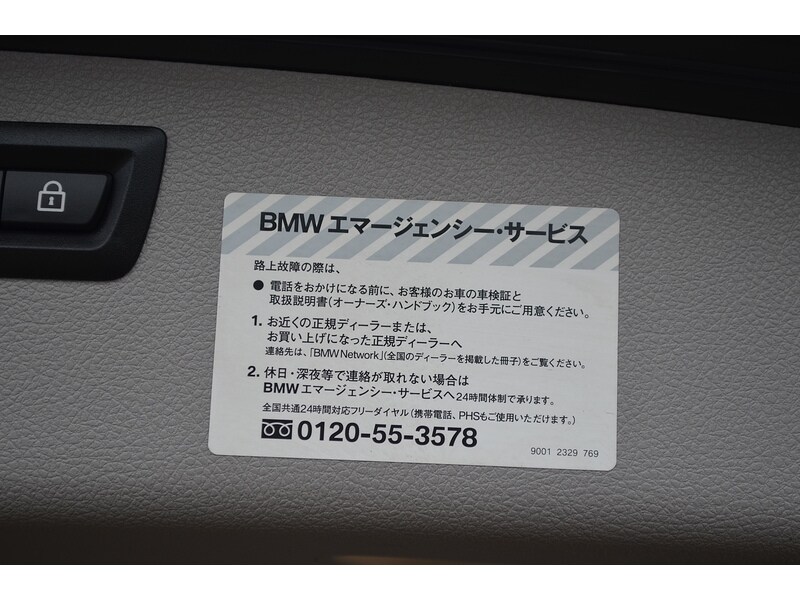 BMWエマージェンシー・サービス
路上故障の際は、
● 電話をおかけになる前に、お客様のお車の車検証と
取扱説明書(オーナーズ・ハンドブック)をお手元にご用意ください。
1. お近くの正規ディーラーまたは、
お買い上げになった正規ディーラーへ
連絡先は、「BMW Network」(全国のディーラーを掲載した冊子)をご覧ください。
2. 休日・深夜等で連絡が取れない場合は
BMWエマージェンシー・サービスへ24時間体制で承ります。
全国共通24時間対応フリーダイヤル(携帯電話、PHSもご使用いただけます。)
0120-55-3578
9001 2329 769